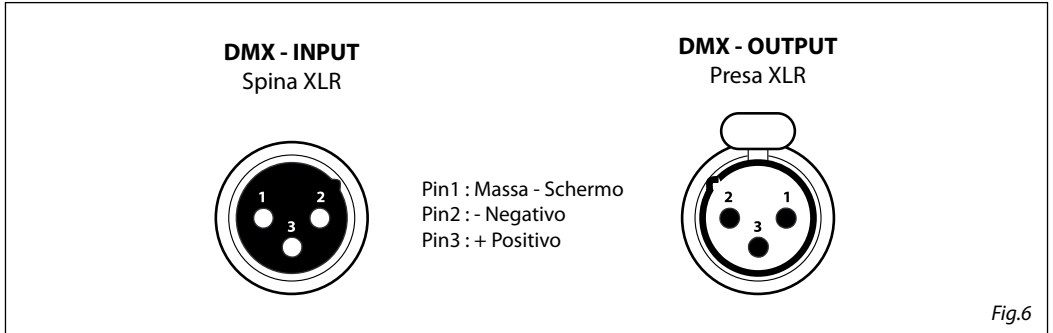 DMX - INPUT
Spina XLR
DMX - OUTPUT
Presa XLR
1 2
3
Pin1 : Massa - Schermo
Pin2 : - Negativo
Pin3 : + Positivo
2 1
3
Fig.6